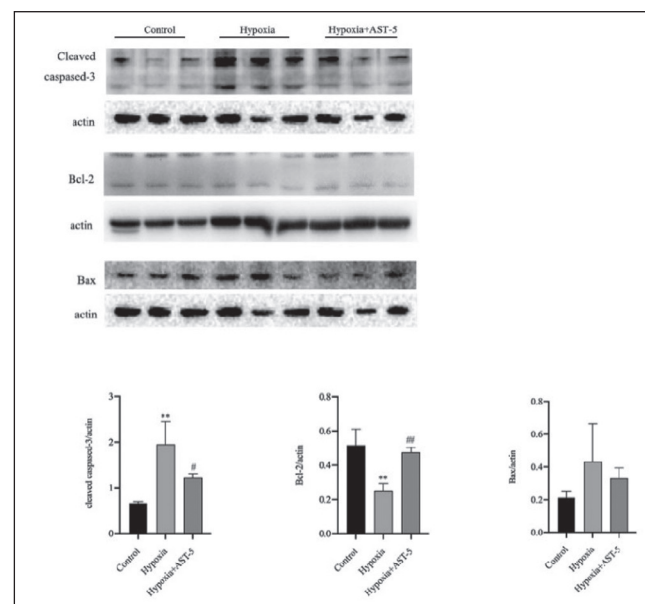 Control Hypoxia Hypoxia+AST-5
Cleaved
caspased-3
actin
Bcl-2
actin
Bax
actin
cleaved caspased-3/actin
3
2
1
0
**
#
Control
Hypoxia
Hypoxia+AST-5
Bcl-2/actin
0.8
0.6
0.4
0.2
0.0
**
##
Control
Hypoxia
Hypoxia+AST-5
Bax/actin
0.8
0.6
0.4
0.2
0.0
Control
Hypoxia
Hypoxia+AST-5